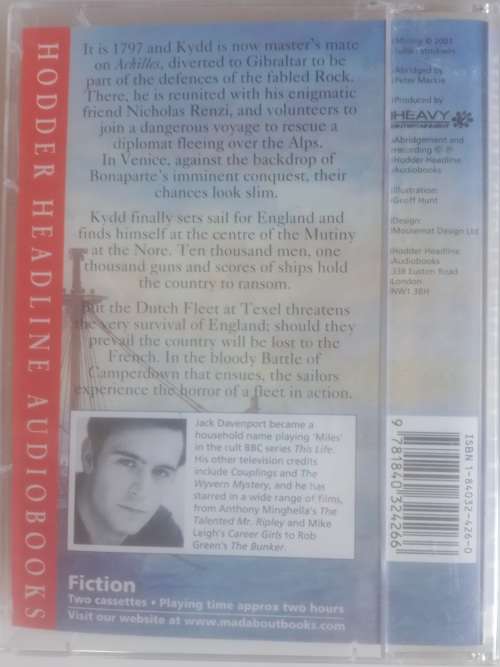 HODDER HEADLINE AUDIOBOOKS
It is 1797 and Kydd is now master's mate
on Achilles, diverted to Gibraltar to be
part of the defences of the fabled Rock.
There, he is reunited with his enigmatic
friend Nicholas Renzi, and volunteers to
join a dangerous voyage to rescue a
diplomat fleeing over the Alps.
In Venice, against the backdrop of
Bonaparte's imminent conquest, their
chances look slim.
Kydd finally sets sail for England and
finds himself at the centre of the Mutiny
at the Nore. Ten thousand men, one
thousand guns and scores of ships hold
the country to ransom.
But the Dutch Fleet at Texel threatens
the very survival of England; should they
prevail the country will be lost to the
French. In the bloody Battle of
Camperdown that ensues, the sailors
experience the horror of a fleet in action.
Jack Davenport became a
household name playing 'Miles'
in the cult BBC series This Life.
His other television credits
include Couplings and The
Wyvern Mystery, and he has
starred in a wide range of films,
from Anthony Minghella's The
Talented Mr. Ripley and Mike
Leigh's Career Girls to Rob
Green's The Bunker.
Fiction
Two cassettes • Playing time approx two hours
Visit our website at www.madaboutbooks.com
Mutiny © 2003
Julian Stockwin
Abridged by
Peter Mackie
Produced by
HEAVY
ENTERTAINMENT
Abridgement and
recording © ℗
Hodder Headline
Audiobooks
Illustration:
Geoff Hunt
Design:
Mousemat Design Ltd
Hodder Headline
Audiobooks
338 Euston Road
London
NW1 3BH
ISBN 1-84032-426-0
9 781840 324266